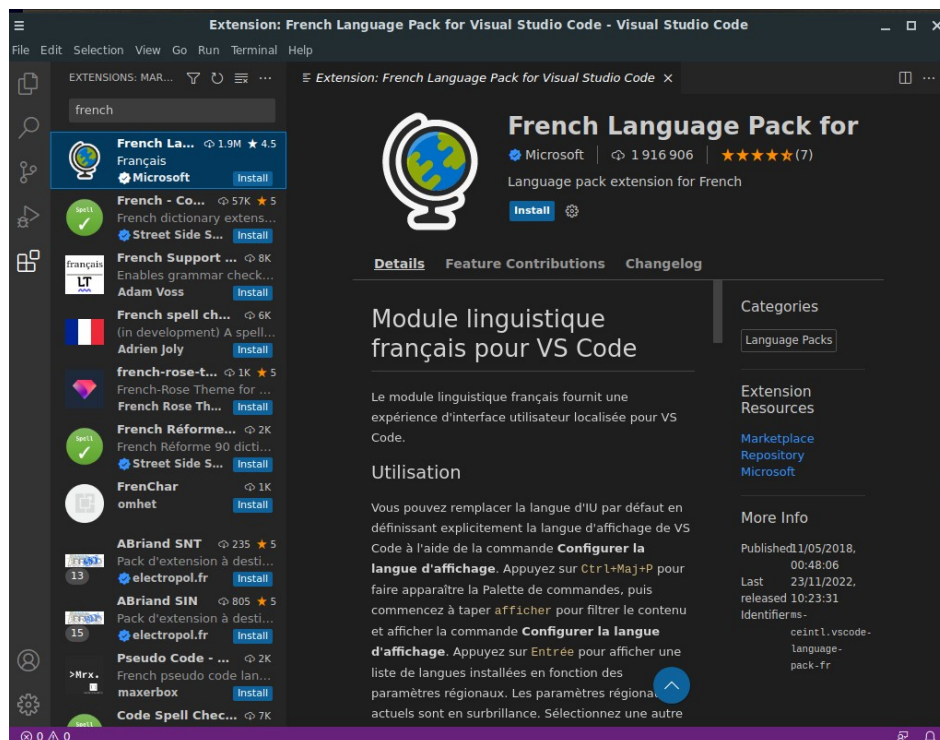 Extension: French Language Pack for Visual Studio Code - Visual Studio Code
File Edit Selection View Go Run Terminal Help
EXTENSIONS: MAR...
french
French La... 1.9M ★ 4.5
Français
Microsoft Install
French - Co... 57K ★ 5
French dictionary extens...
Street Side S... Install
French Support ... 8K
Enables grammar check...
Adam Voss Install
French spell ch... 6K
(in development) A spell...
Adrien Joly Install
french-rose-t... 1K ★ 5
French-Rose Theme for ...
French Rose Th... Install
French Réforme... 2K
French Réforme 90 dicti...
Street Side S... Install
FrenChar 1K
omhet Install
ABriand SNT 235 ★ 5
Pack d'extension à desti...
13 electropol.fr Install
ABriand SIN 805 ★ 5
Pack d'extension à desti...
15 electropol.fr Install
Pseudo Code - ... 2K
French pseudo code lan...
maxerbox Install
Code Spell Chec... 7K
Spell
français
LT
Spell
>Mrx.
Spell
0 0
Extension: French Language Pack for Visual Studio Code
French Language Pack for
Microsoft 1 916 906 (7)
Language pack extension for French
Install
Details Feature Contributions Changelog
Module linguistique
français pour VS Code
Le module linguistique français fournit une
expérience d'interface utilisateur localisée pour VS
Code.
Utilisation
Vous pouvez remplacer la langue d'IU par défaut en
définissant explicitement la langue d'affichage de VS
Code à l'aide de la commande Configurer la
langue d'affichage. Appuyez sur Ctrl+Maj+P pour
faire apparaître la Palette de commandes, puis
commencez à taper afficher pour filtrer le contenu
et afficher la commande Configurer la langue
d'affichage. Appuyez sur Entrée pour afficher une
liste de langues installées en fonction des
paramètres régionaux. Les paramètres régionau
actuels sont en surbrillance. Sélectionnez une autre
Categories
Language Packs
Extension
Resources
Marketplace
Repository
Microsoft
More Info
Published 11/05/2018,
00:48:06
Last 23/11/2022,
released 10:23:31
Identifier ms-
ceintl.vscode-
language-
pack-fr